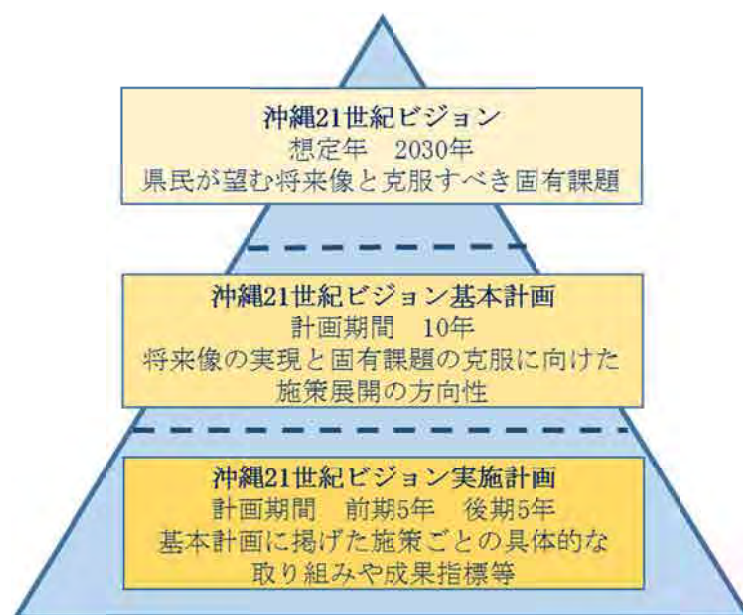 沖縄21世紀ビジョン
想定年　2030年
県民が望む将来像と克服すべき固有課題
沖縄21世紀ビジョン基本計画
計画期間　10年
将来像の実現と固有課題の克服に向けた
施策展開の方向性
沖縄21世紀ビジョン実施計画
計画期間　前期5年　後期5年
基本計画に掲げた施策ごとの具体的な
取り組みや成果指標等